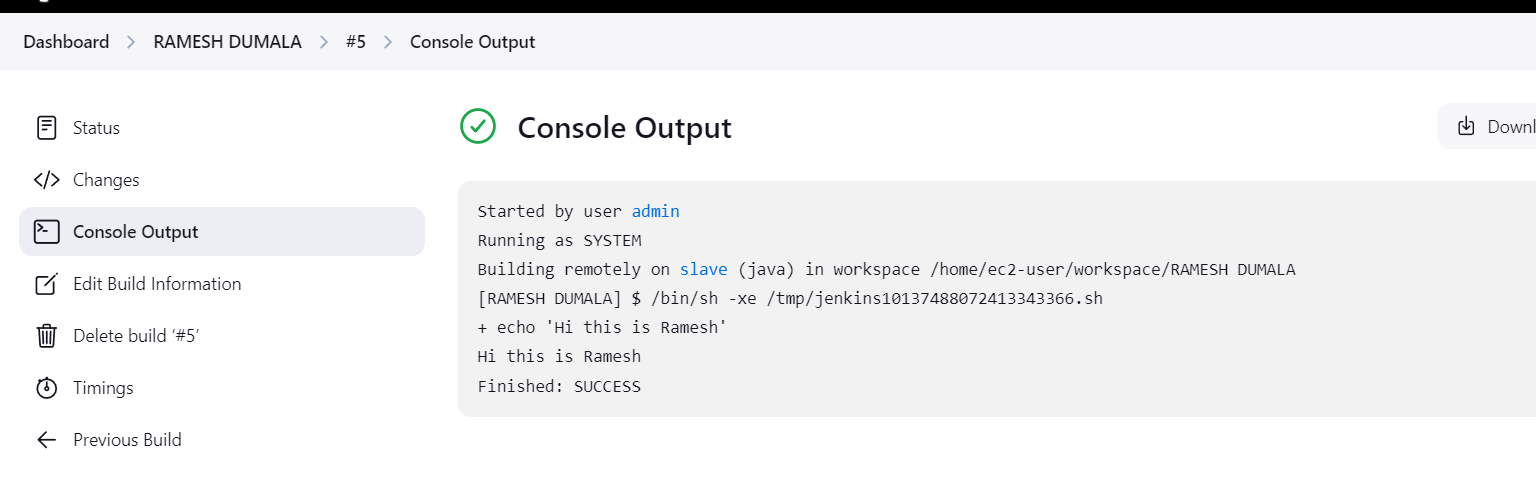 Dashboard > RAMESH DUMALA > #5 > Console Output
Status
Changes
Console Output
Edit Build Information
Delete build ‘#5’
Timings
Previous Build
Console Output
Started by user admin
Running as SYSTEM
Building remotely on slave (java) in workspace /home/ec2-user/workspace/RAMESH DUMALA
[RAMESH DUMALA] $ /bin/sh -xe /tmp/jenkins10137488072413343366.sh
+ echo 'Hi this is Ramesh'
Hi this is Ramesh
Finished: SUCCESS